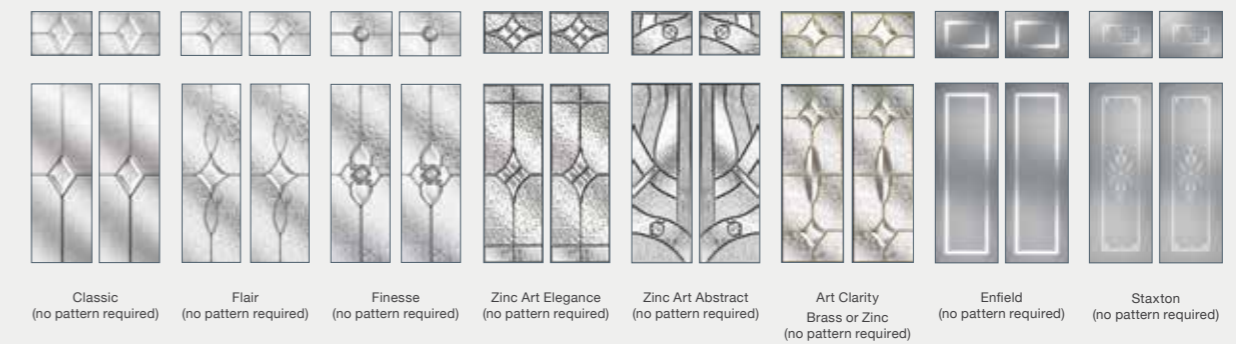 Classic
(no pattern required)
Flair
(no pattern required)
Finesse
(no pattern required)
Zinc Art Elegance
(no pattern required)
Zinc Art Abstract
(no pattern required)
Art Clarity
Brass or Zinc
(no pattern required)
Enfield
(no pattern required)
Staxton
(no pattern required)